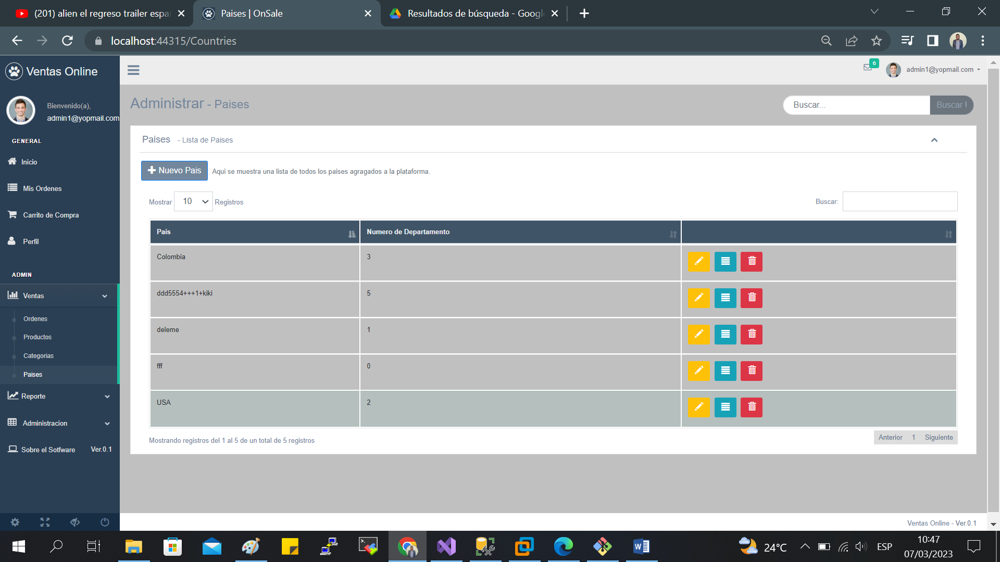 (201) alien el regreso trailer espa
Paises | OnSale
Resultados de búsqueda - Googl
localhost:44315/Countries
Ventas Online
6
admin1@yopmail.com
Bienvenido(a),
admin1@yopmail.com
Administrar - Paises
Buscar...
Buscar !
GENERAL
Inicio
Mis Ordenes
Carrito de Compra
Perfil
ADMIN
Ventas
Ordenes
Productos
Categorias
Paises
Reporte
Administracion
Sobre el Sotfware Ver.0.1
Paises - Lista de Paises
Nuevo Pais
Aqui se muestra una lista de todos los paises agragados a la plataforma.
Mostrar 10 Registros
Buscar:
País Numero de Departamento
Colombia 3
ddd5554+++1+kiki 5
deleme 1
fff 0
USA 2
Mostrando registros del 1 al 5 de un total de 5 registros
Anterior 1 Siguiente
Ventas Online - Ver.0.1
24°C
ESP
10:47
07/03/2023